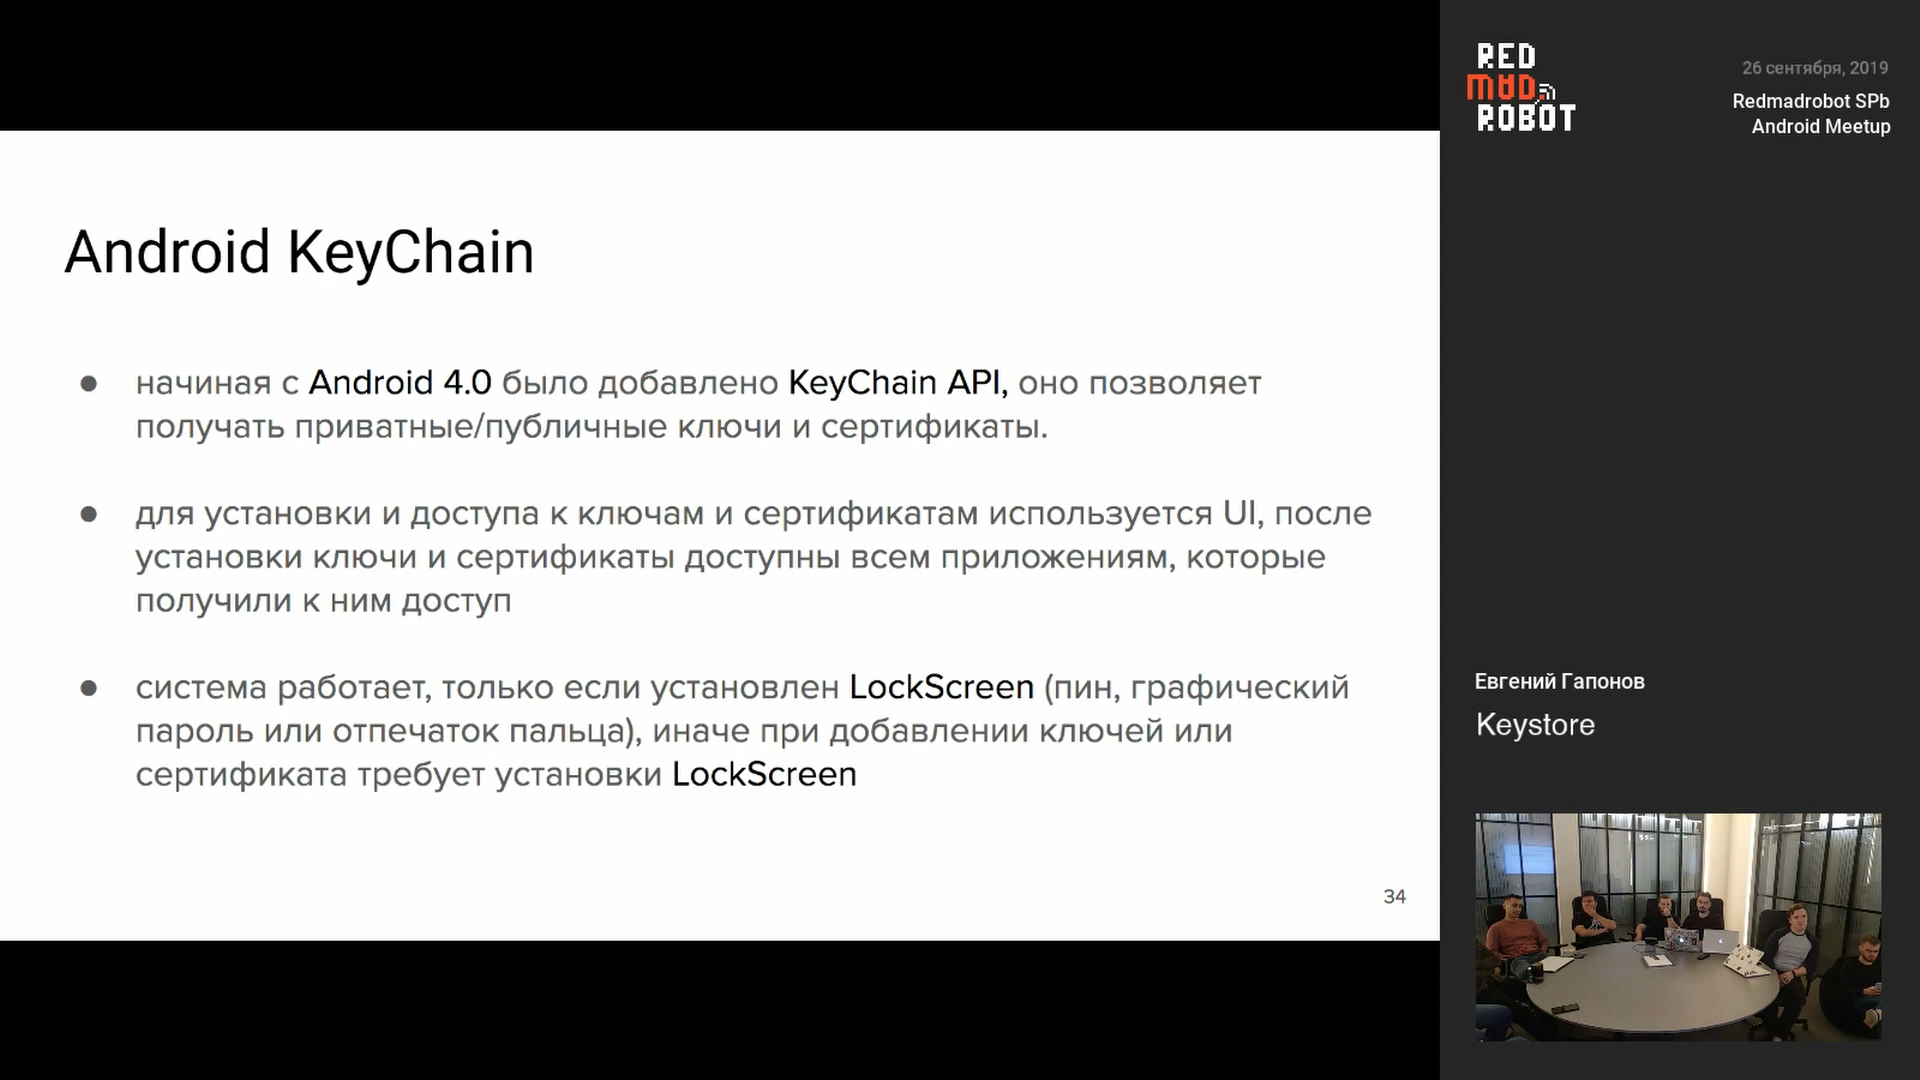 Android KeyChain
● начиная с Android 4.0 было добавлено KeyChain API, оно позволяет
получать приватные/публичные ключи и сертификаты.
● для установки и доступа к ключам и сертификатам используется UI, после
установки ключи и сертификаты доступны всем приложениям, которые
получили к ним доступ
● система работает, только если установлен LockScreen (пин, графический
пароль или отпечаток пальца), иначе при добавлении ключей или
сертификата требует установки LockScreen
34
RED
MAD
ROBOT
26 сентября, 2019
Redmadrobot SPb
Android Meetup
Евгений Гапонов
Keystore